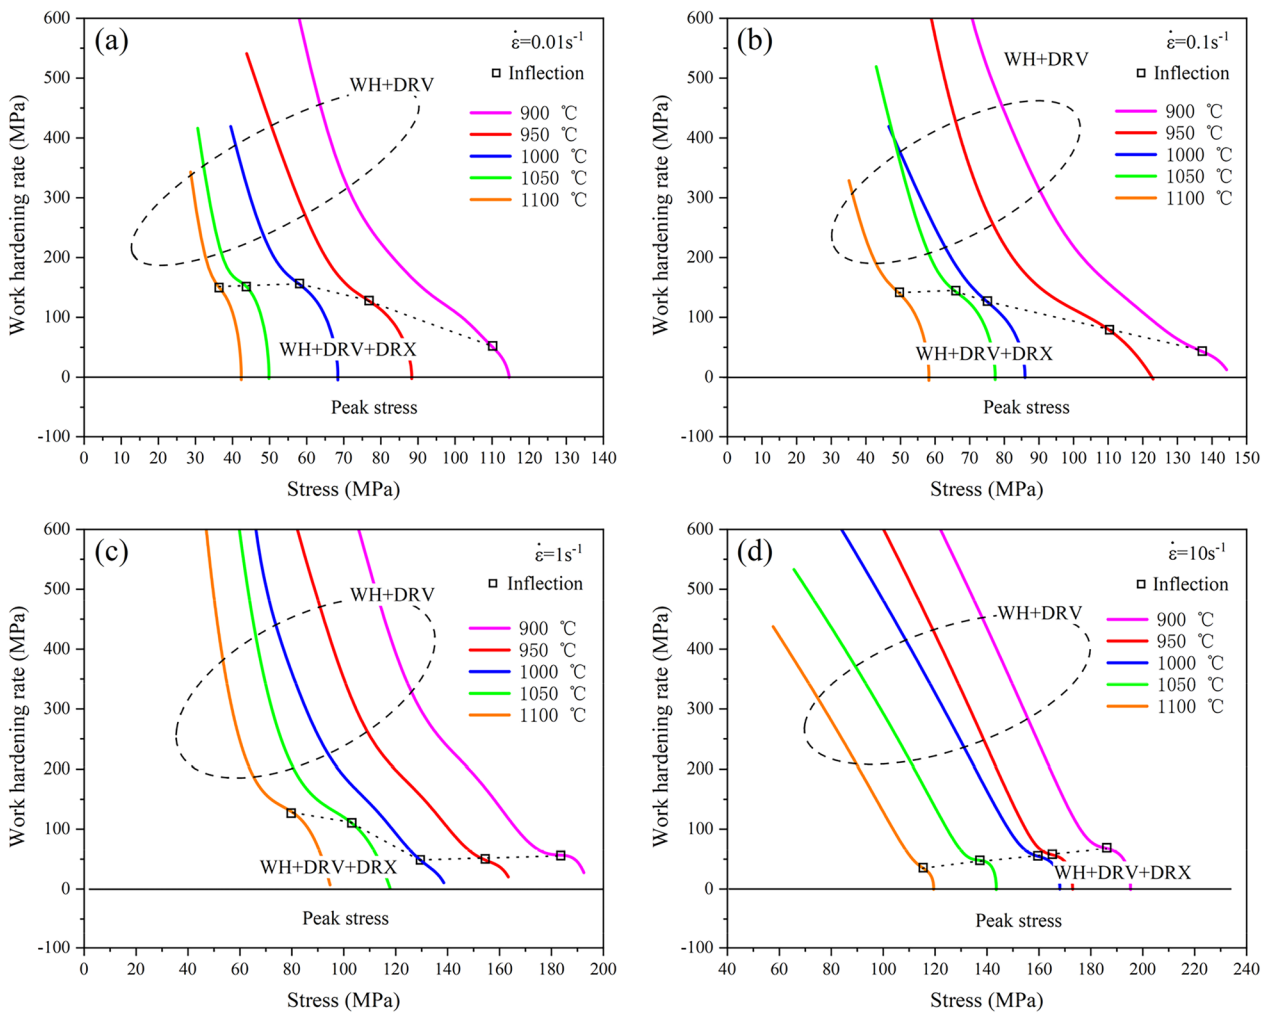 (a)
ε̇=0.01s⁻¹
WH+DRV
Inflection
900 ℃
950 ℃
1000 ℃
1050 ℃
1100 ℃
WH+DRV+DRX
Peak stress
Work hardening rate (MPa)
600
500
400
300
200
100
0
-100
0 10 20 30 40 50 60 70 80 90 100 110 120 130 140
Stress (MPa)
(b)
ε̇=0.1s⁻¹
WH+DRV
Inflection
900 ℃
950 ℃
1000 ℃
1050 ℃
1100 ℃
WH+DRV+DRX
Peak stress
Work hardening rate (MPa)
600
500
400
300
200
100
0
-100
0 10 20 30 40 50 60 70 80 90 100 110 120 130 140 150
Stress (MPa)
(c)
ε̇=1s⁻¹
Inflection
WH+DRV
900 ℃
950 ℃
1000 ℃
1050 ℃
1100 ℃
WH+DRV+DRX
Peak stress
Work hardening rate (MPa)
600
500
400
300
200
100
0
-100
0 20 40 60 80 100 120 140 160 180 200
Stress (MPa)
(d)
ε̇=10s⁻¹
Inflection
WH+DRV
900 ℃
950 ℃
1000 ℃
1050 ℃
1100 ℃
WH+DRV+DRX
Peak stress
Work hardening rate (MPa)
600
500
400
300
200
100
0
-100
40 60 80 100 120 140 160 180 200 220 240
Stress (MPa)